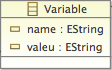 Variable
name : EString
valeu : EString